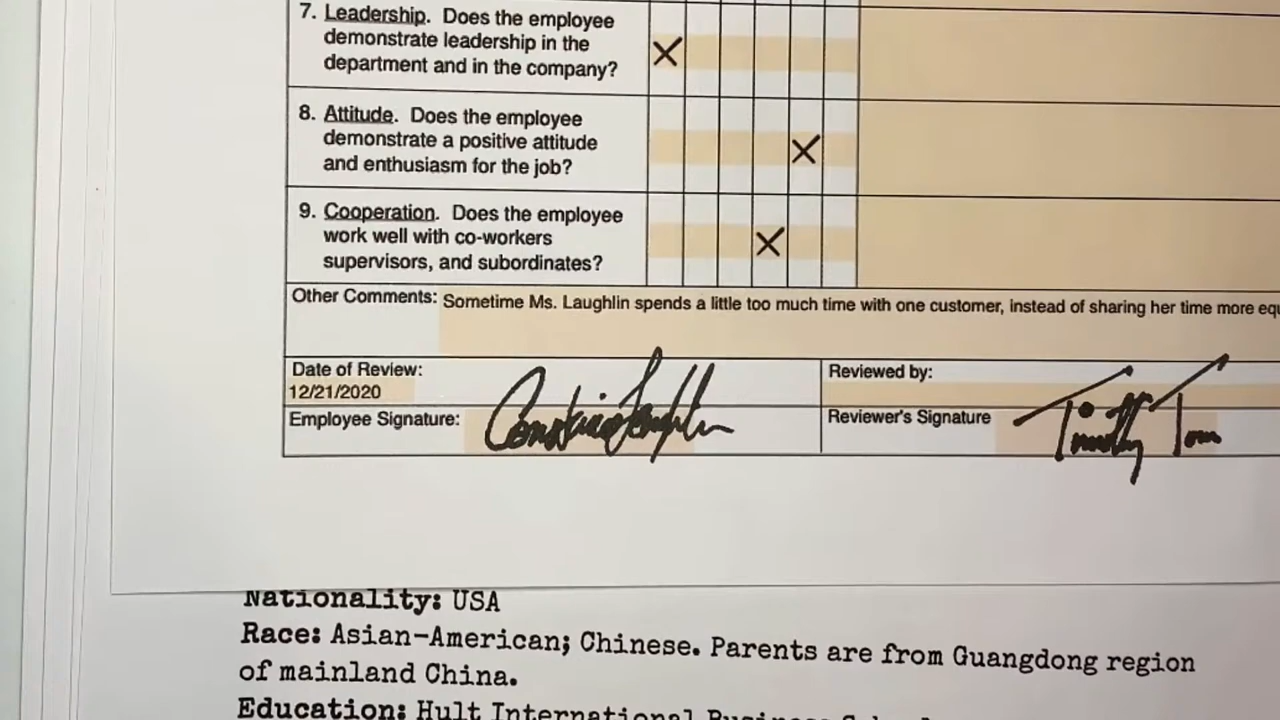 7. Leadership. Does the employee
demonstrate leadership in the
department and in the company?
8. Attitude. Does the employee
demonstrate a positive attitude
and enthusiasm for the job?
9. Cooperation. Does the employee
work well with co-workers
supervisors, and subordinates?
Other Comments: Sometime Ms. Laughlin spends a little too much time with one customer, instead of sharing her time more equ
Date of Review:
12/21/2020
Reviewed by:
Employee Signature:
Reviewer's Signature Timothy Tom
Nationality: USA
Race: Asian-American; Chinese. Parents are from Guangdong region
of mainland China.
Education: Hult International Business School